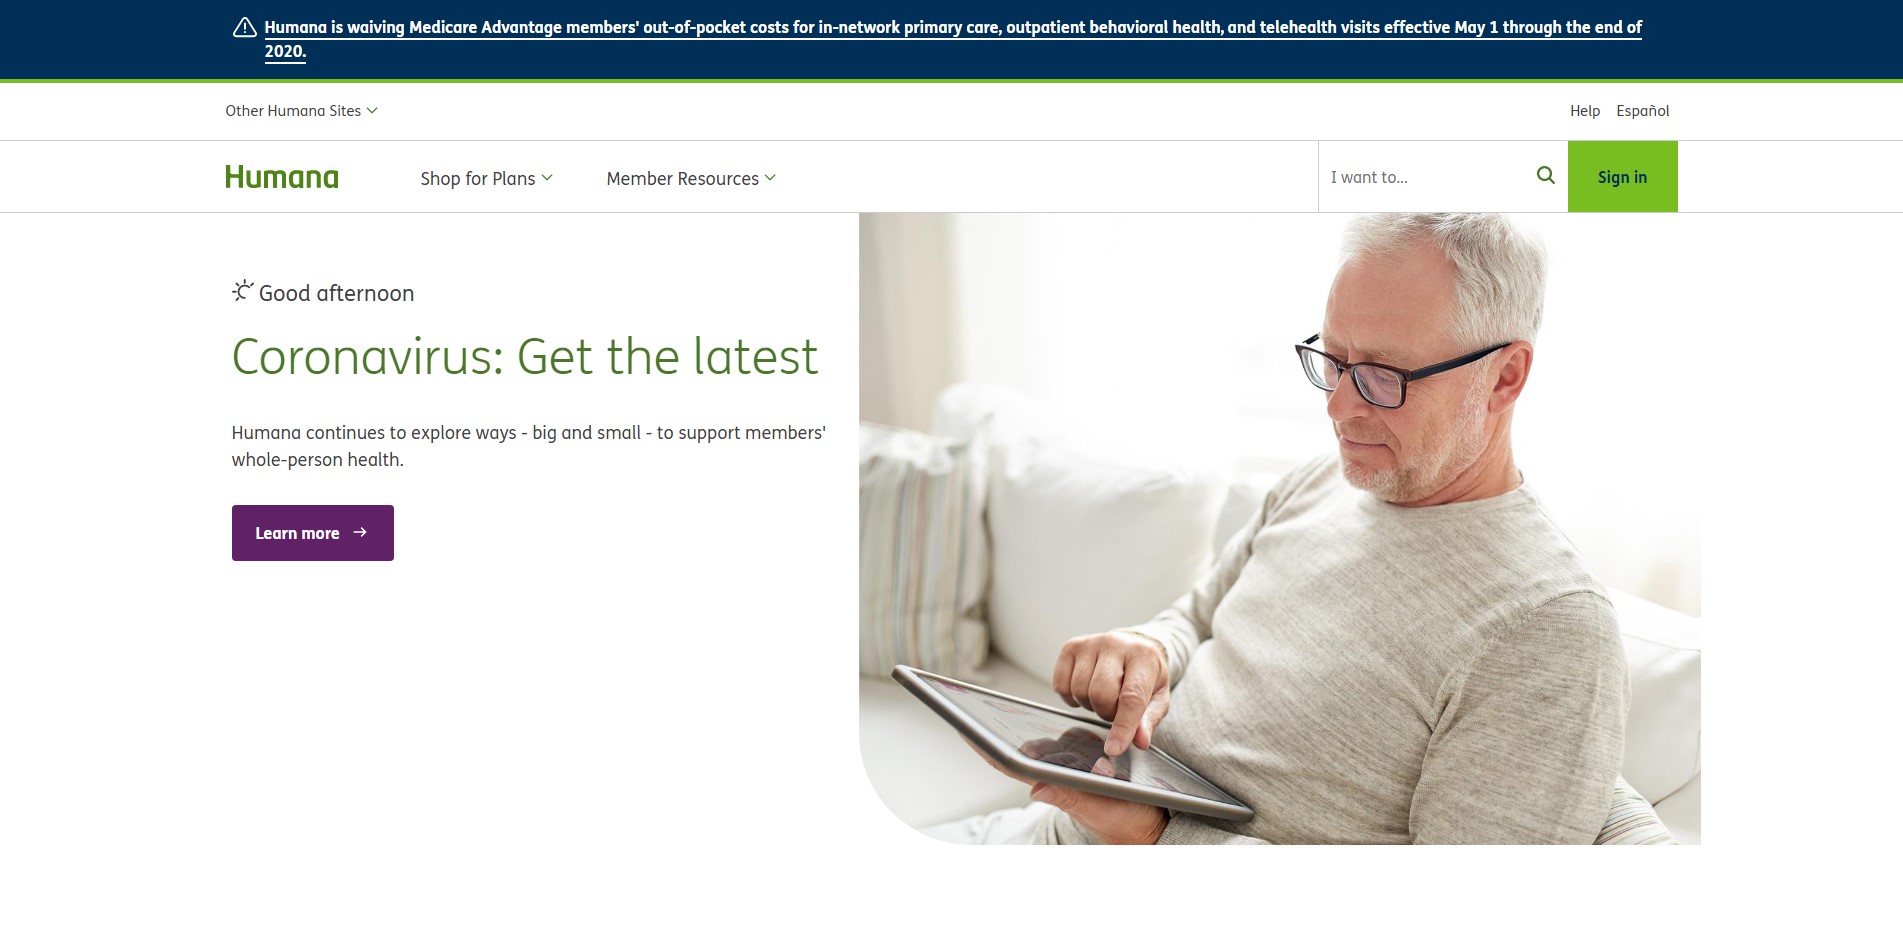 Humana is waiving Medicare Advantage members' out-of-pocket costs for in-network primary care, outpatient behavioral health, and telehealth visits effective May 1 through the end of
2020.
Other Humana Sites
Help Español
Humana Shop for Plans Member Resources I want to... Sign in
Good afternoon
Coronavirus: Get the latest
Humana continues to explore ways - big and small - to support members'
whole-person health.
Learn more